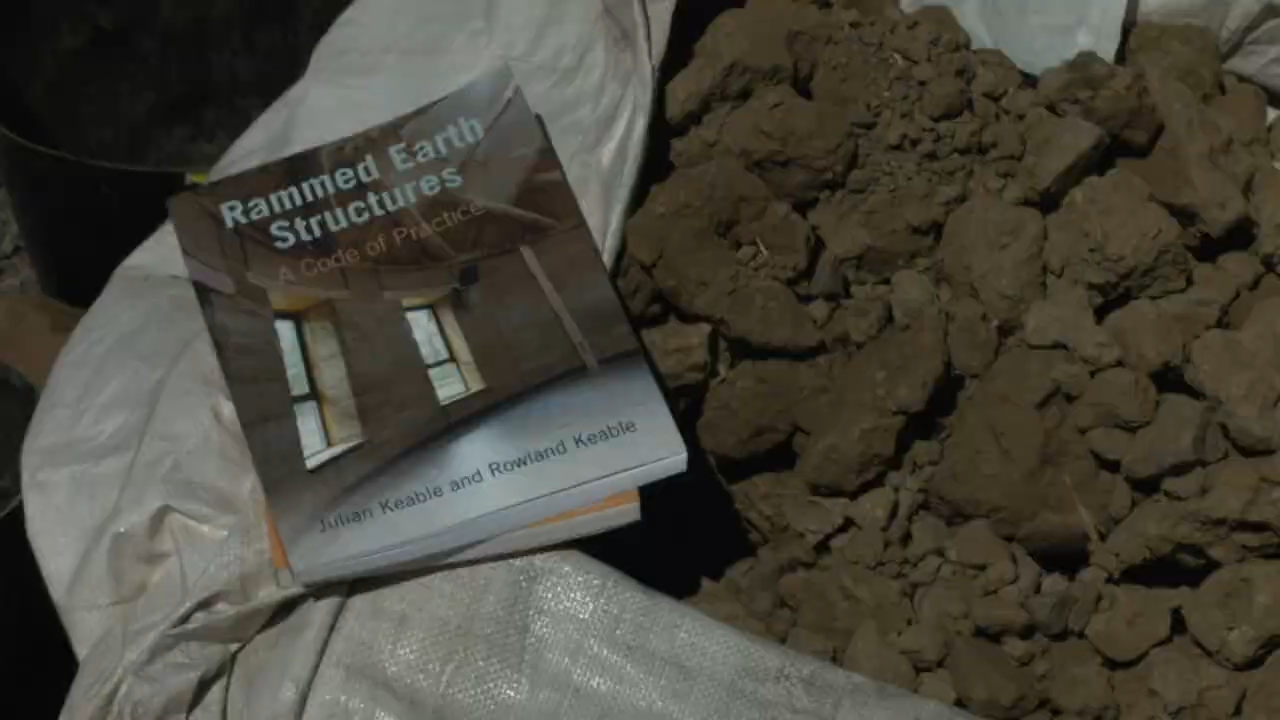 Rammed Earth
Structures
A Code of Practice
Julian Keable and Rowland Keable